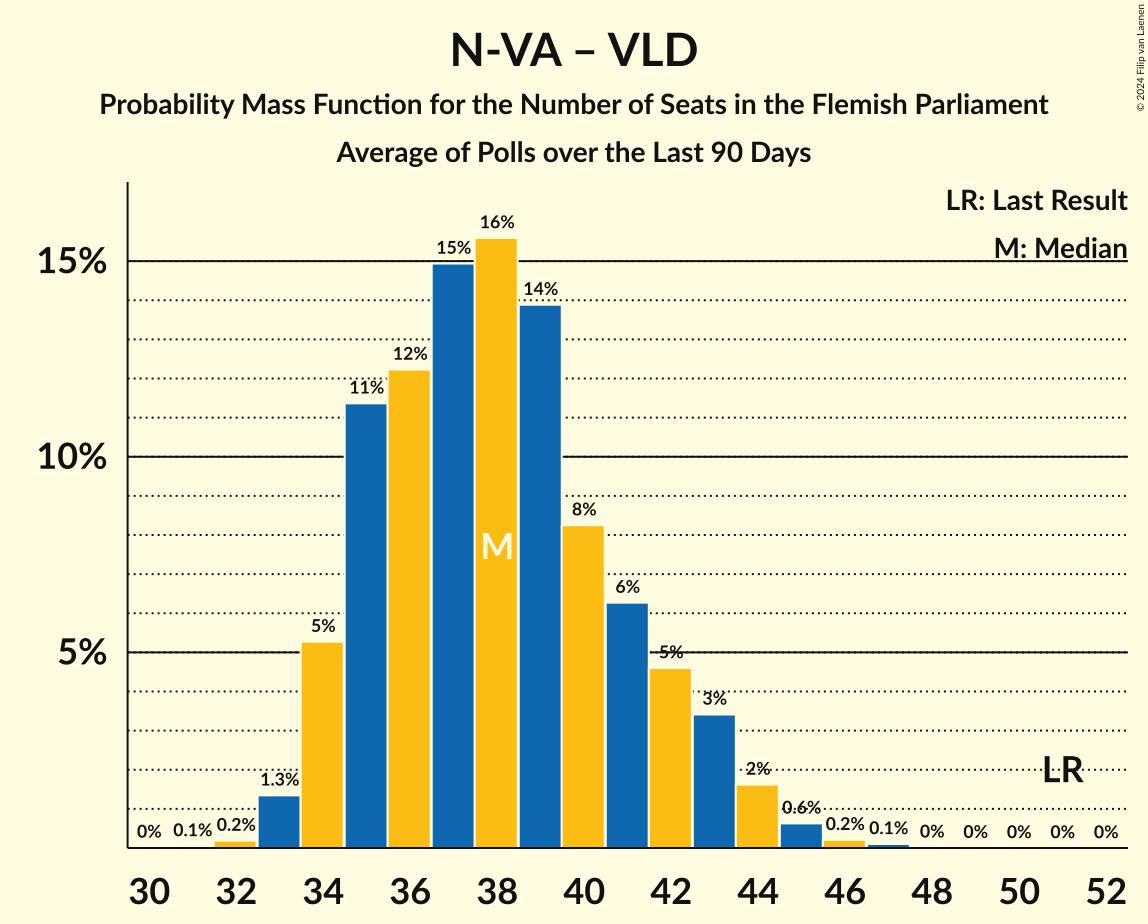 N-VA – VLD
Probability Mass Function for the Number of Seats in the Flemish Parliament
Average of Polls over the Last 90 Days
© 2024 Filip van Laenen
LR: Last Result
M: Median
15%
10%
5%
0%
0.1%
0.2%
1.3%
5%
11%
12%
15%
16%
14%
8%
6%
5%
3%
2%
0.6%
0.2%
0.1%
0%
0%
0%
0%
0%
M
LR
30 32 34 36 38 40 42 44 46 48 50 52